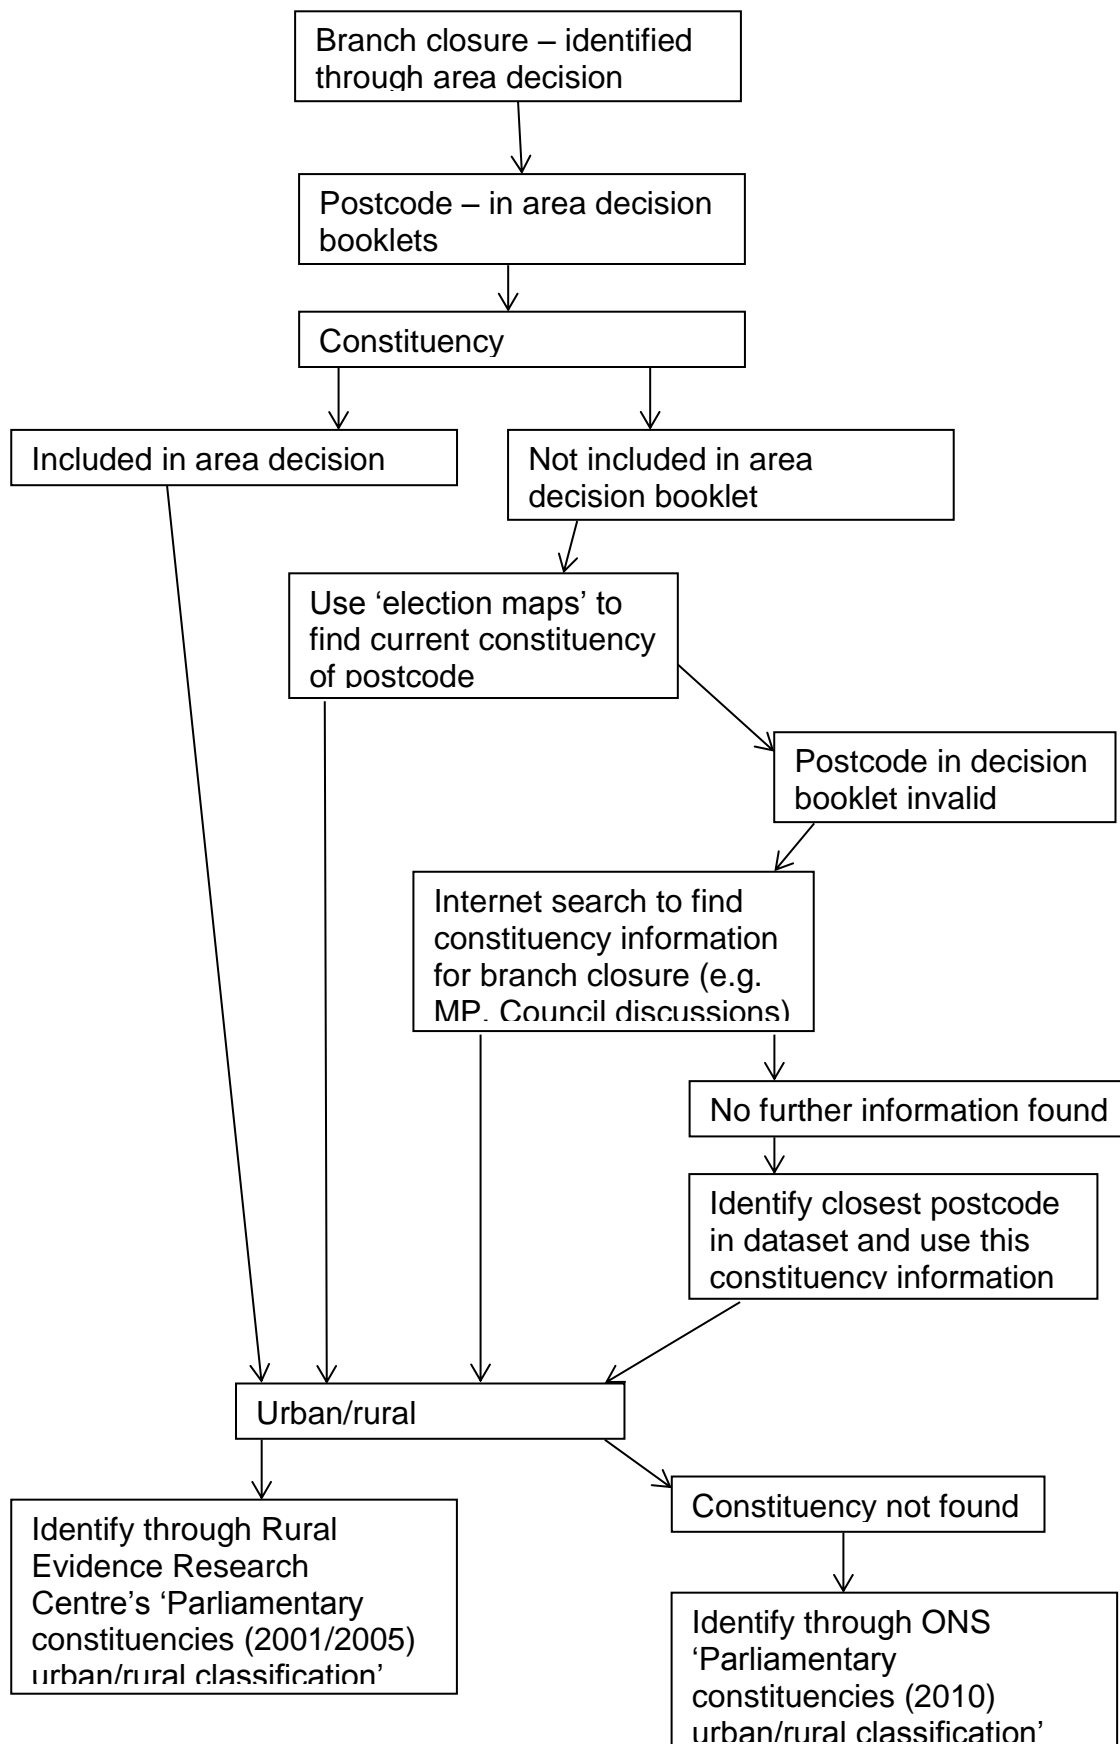 Branch closure – identified
through area decision
Postcode – in area decision
booklets
Constituency
Included in area decision
Not included in area
decision booklet
Use ‘election maps’ to
find current constituency
of postcode
Postcode in decision
booklet invalid
Internet search to find
constituency information
for branch closure (e.g.
MP, Council discussions)
No further information found
Identify closest postcode
in dataset and use this
constituency information
Urban/rural
Constituency not found
Identify through Rural
Evidence Research
Centre’s ‘Parliamentary
constituencies (2001/2005)
urban/rural classification’
Identify through ONS
‘Parliamentary
constituencies (2010)
urban/rural classification’